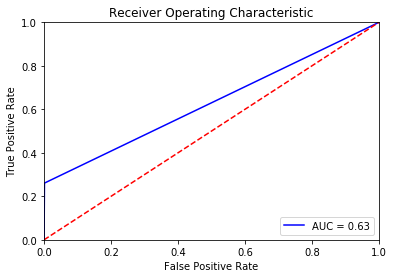 Receiver Operating Characteristic
True Positive Rate
1.0
0.8
0.6
0.4
0.2
0.0
AUC = 0.63
0.0 0.2 0.4 0.6 0.8 1.0
False Positive Rate